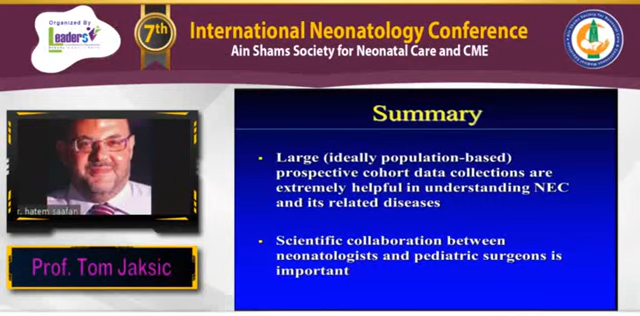 Organized By
Leaders
7th
International Neonatology Conference
Ain Shams Society for Neonatal Care and CME
Summary
Large (ideally population-based)
prospective cohort data collections are
extremely helpful in understanding NEC
and its related diseases
Scientific collaboration between
neonatologists and pediatric surgeons is
important
r. hatem saafan
Prof. Tom Jaksic